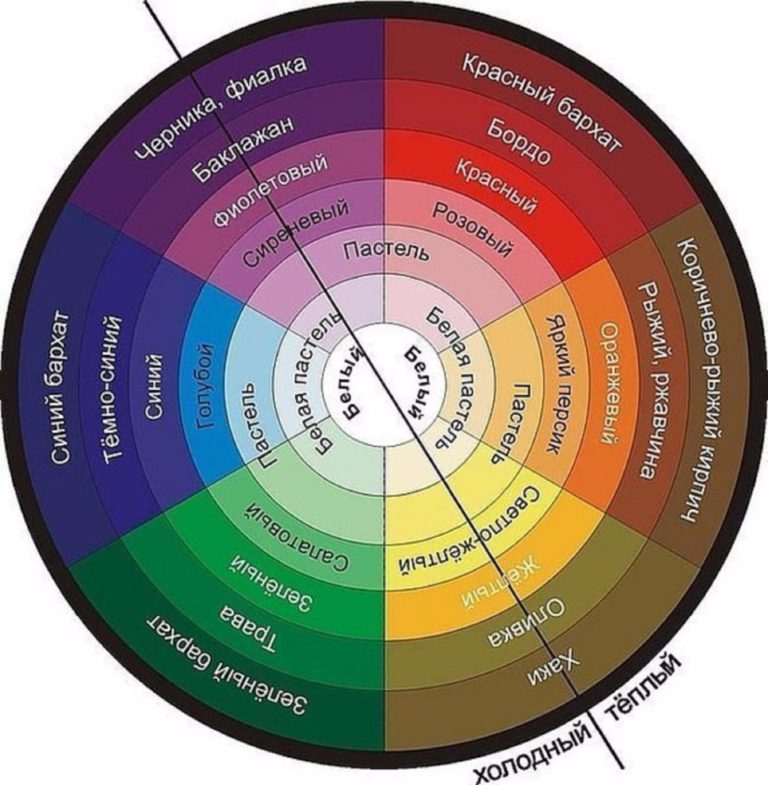 Черника, фиалка
Баклажан
Фиолетовый
Сиреневый
Пастель
Красный бархат
Бордо
Красный
Розовый
Коричнево-рыжий кирпич
Рыжий, ржавчина
Оранжевый
Яркий персик
Пастель
Белая пастель
Белый
Белый
Белая пастель
Пастель
Голубой
Синий
Тёмно-синий
Синий бархат
Салатовый
Зелёный
Трава
Зелёный бархат
Светло-жёлтый
Жёлтый
Оливка
Хаки
холодный
тёплый